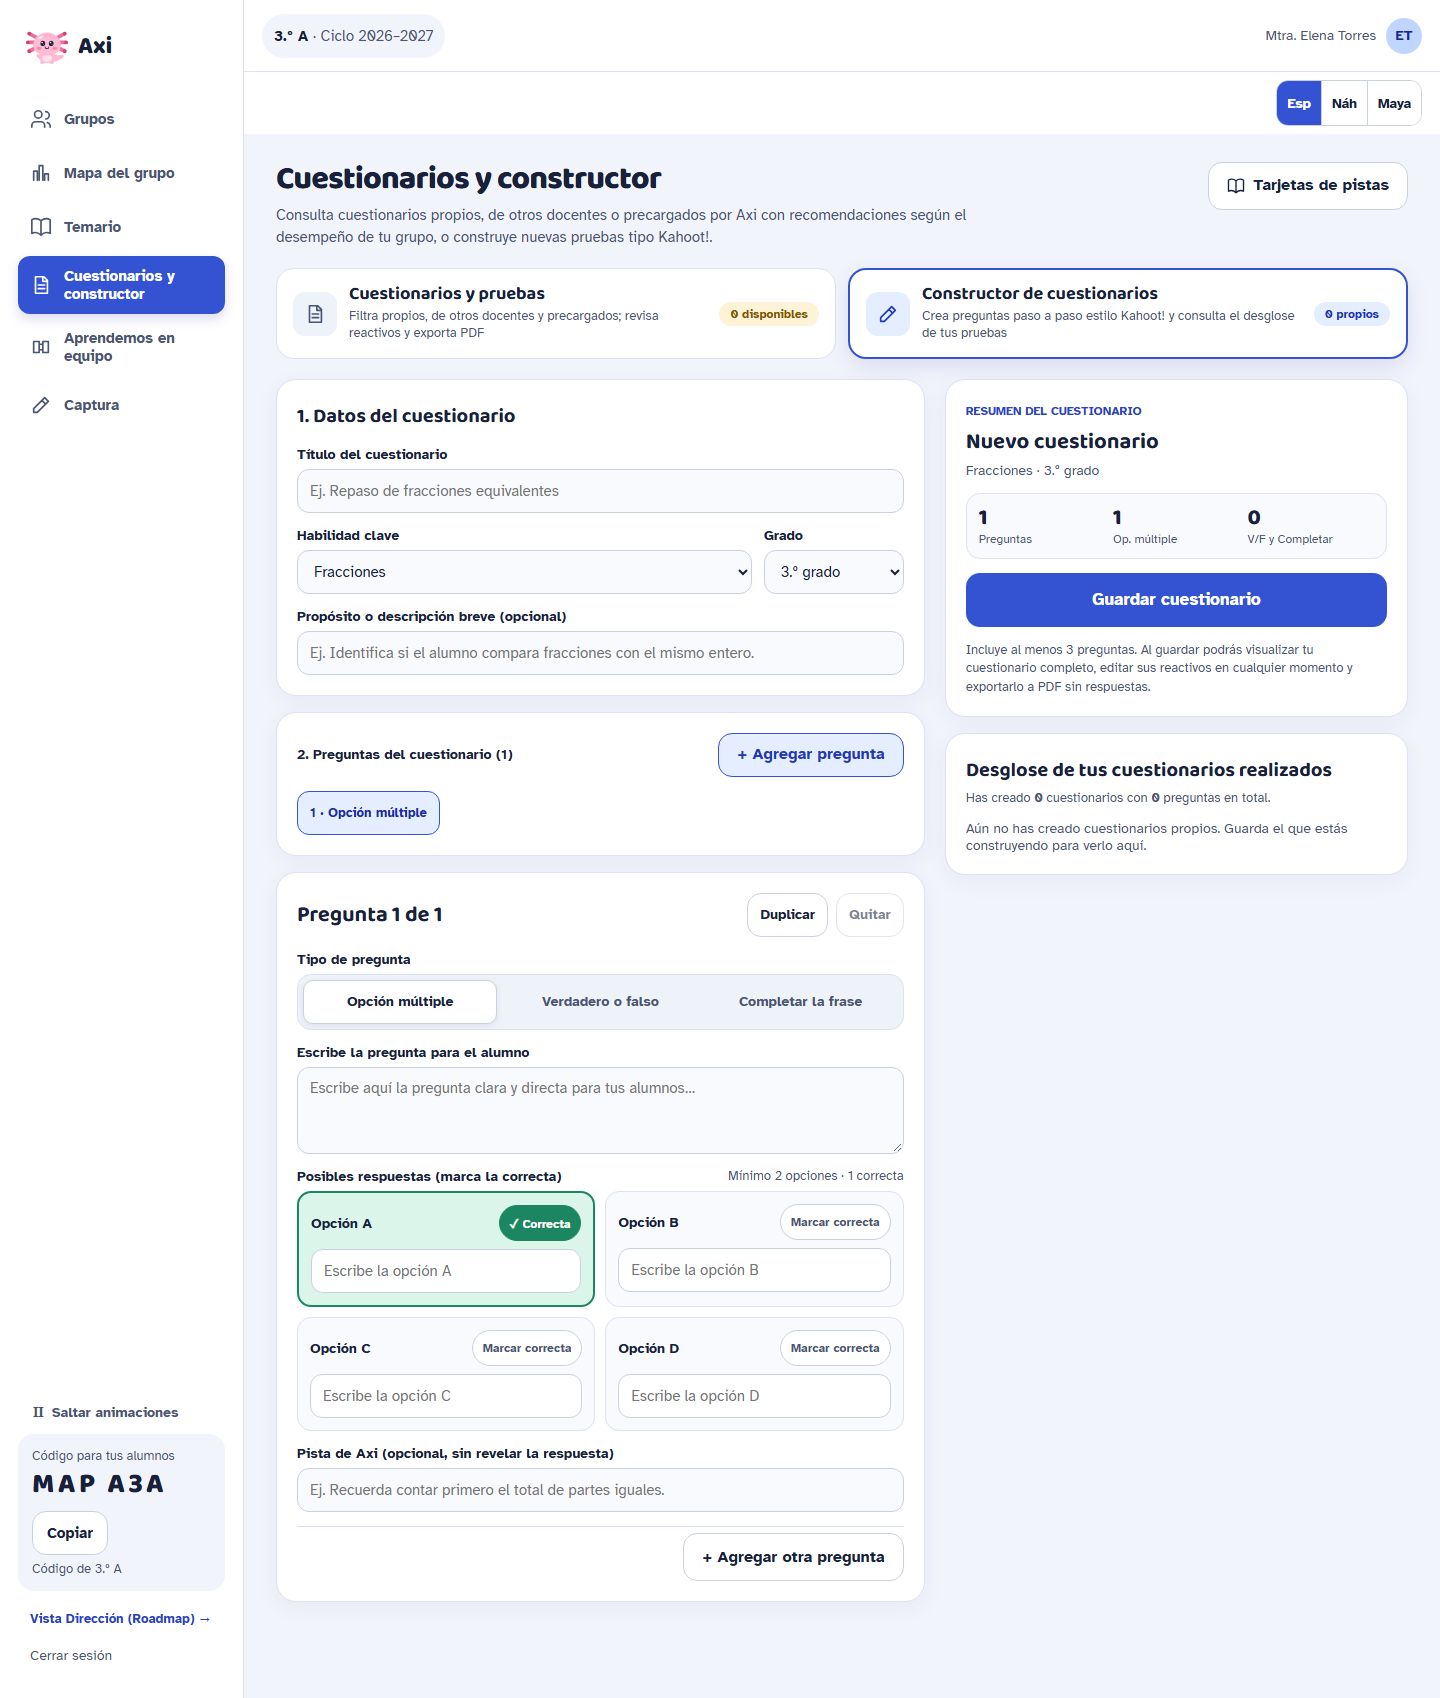 Axi
Grupos
Mapa del grupo
Temario
Cuestionarios y
constructor
Aprendemos en
equipo
Captura
Saltar animaciones
Código para tus alumnos
MAP A3A
Copiar
Código de 3.º A
Vista Dirección (Roadmap) →
Cerrar sesión
3.º A · Ciclo 2026–2027
Mtra. Elena Torres ET
Esp Náh Maya
Cuestionarios y constructor
Consulta cuestionarios propios, de otros docentes o precargados por Axi con recomendaciones según el
desempeño de tu grupo, o construye nuevas pruebas tipo Kahoot!.
Tarjetas de pistas
Cuestionarios y pruebas
Filtra propios, de otros docentes y precargados; revisa
reactivos y exporta PDF
0 disponibles
Constructor de cuestionarios
Crea preguntas paso a paso estilo Kahoot! y consulta el desglose
de tus pruebas
0 propios
1. Datos del cuestionario
Título del cuestionario
Ej. Repaso de fracciones equivalentes
Habilidad clave Grado
Fracciones 3.º grado
Propósito o descripción breve (opcional)
Ej. Identifica si el alumno compara fracciones con el mismo entero.
2. Preguntas del cuestionario (1)
+ Agregar pregunta
1 · Opción múltiple
Pregunta 1 de 1
Duplicar Quitar
Tipo de pregunta
Opción múltiple Verdadero o falso Completar la frase
Escribe la pregunta para el alumno
Escribe aquí la pregunta clara y directa para tus alumnos...
Posibles respuestas (marca la correcta) Mínimo 2 opciones · 1 correcta
Opción A ✓ Correcta
Escribe la opción A
Opción B Marcar correcta
Escribe la opción B
Opción C Marcar correcta
Escribe la opción C
Opción D Marcar correcta
Escribe la opción D
Pista de Axi (opcional, sin revelar la respuesta)
Ej. Recuerda contar primero el total de partes iguales.
+ Agregar otra pregunta
RESUMEN DEL CUESTIONARIO
Nuevo cuestionario
Fracciones · 3.º grado
1 1 0
Preguntas Op. múltiple V/F y Completar
Guardar cuestionario
Incluye al menos 3 preguntas. Al guardar podrás visualizar tu
cuestionario completo, editar sus reactivos en cualquier momento y
exportarlo a PDF sin respuestas.
Desglose de tus cuestionarios realizados
Has creado 0 cuestionarios con 0 preguntas en total.
Aún no has creado cuestionarios propios. Guarda el que estás
construyendo para verlo aquí.